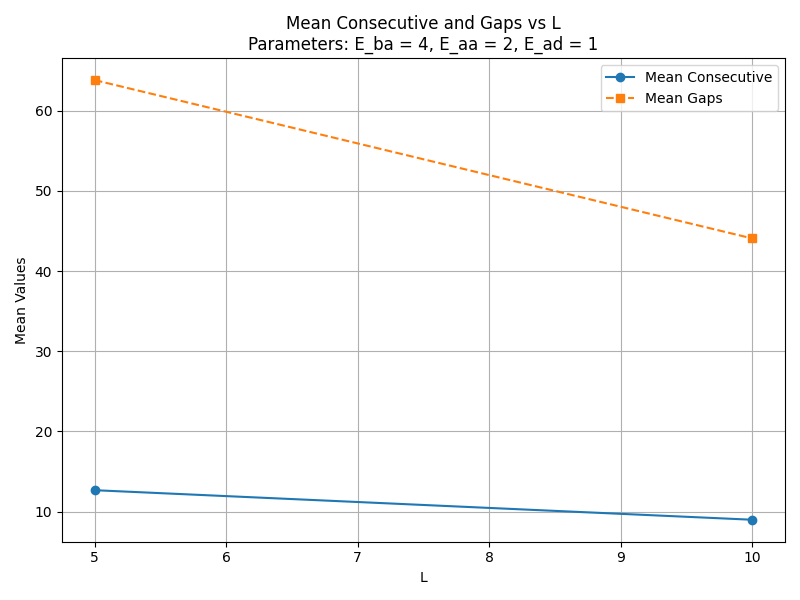 Mean Consecutive and Gaps vs L
Parameters: E_ba = 4, E_aa = 2, E_ad = 1
Mean Consecutive
Mean Gaps
Mean Values
60
50
40
30
20
10
5 6 7 8 9 10
L